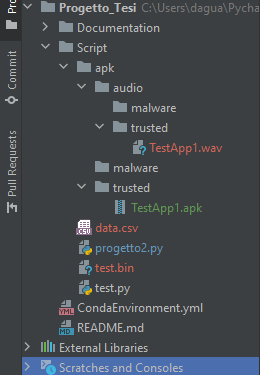 Progetto_Tesi C:\Users\dagua\Pycha
Documentation
Script
apk
audio
malware
trusted
TestApp1.wav
malware
trusted
TestApp1.apk
data.csv
progetto2.py
test.bin
test.py
CondaEnvironment.yml
README.md
External Libraries
Scratches and Consoles
Commit
Pull Requests